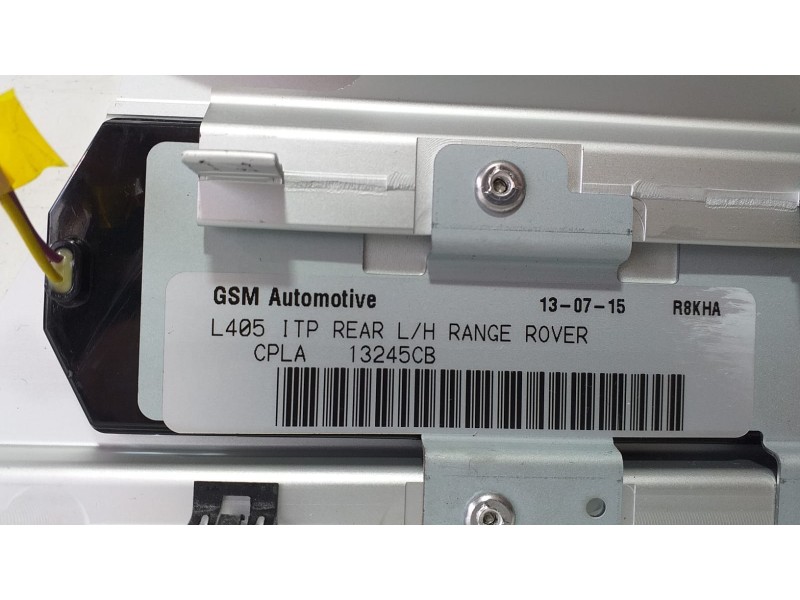 GSM Automotive 13-07-15 R8KHA
L405 ITP REAR L/H RANGE ROVER
CPLA 13245CB